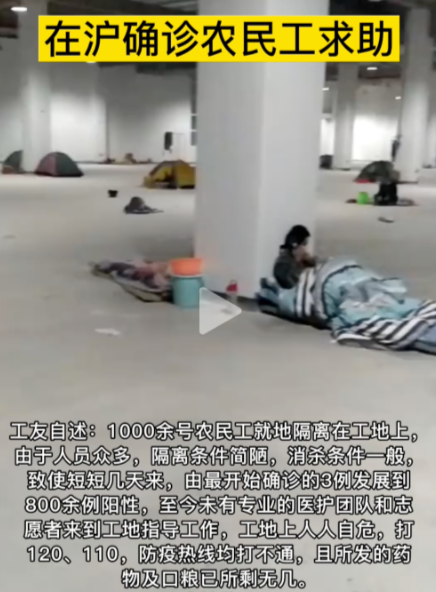 在沪确诊农民工求助
工友自述：1000余号农民工就地隔离在工地上，
由于人员众多，隔离条件简陋，消杀条件一般，
致使短短几天来，由最开始确诊的3例发展到
800余例阳性，至今未有专业的医护团队和志
愿者来到工地指导工作，工地上人人自危，打
120、110，防疫热线均打不通，且所发的药
物及口粮已所剩无几。